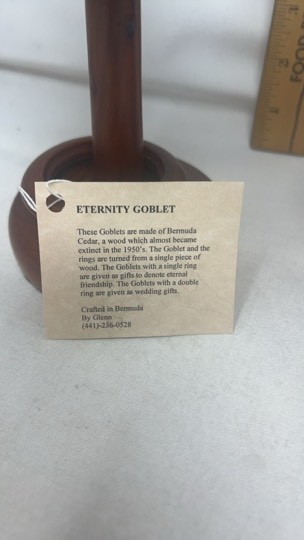 ETERNITY GOBLET
These Goblets are made of Bermuda
Cedar, a wood which almost became
extinct in the 1950's. The Goblet and the
rings are turned from a single piece of
wood. The Goblets with a single ring
are given as gifts to denote eternal
friendship. The Goblets with a double
ring are given as wedding gifts.
Crafted in Bermuda
By Glenn
(441)-236-0528